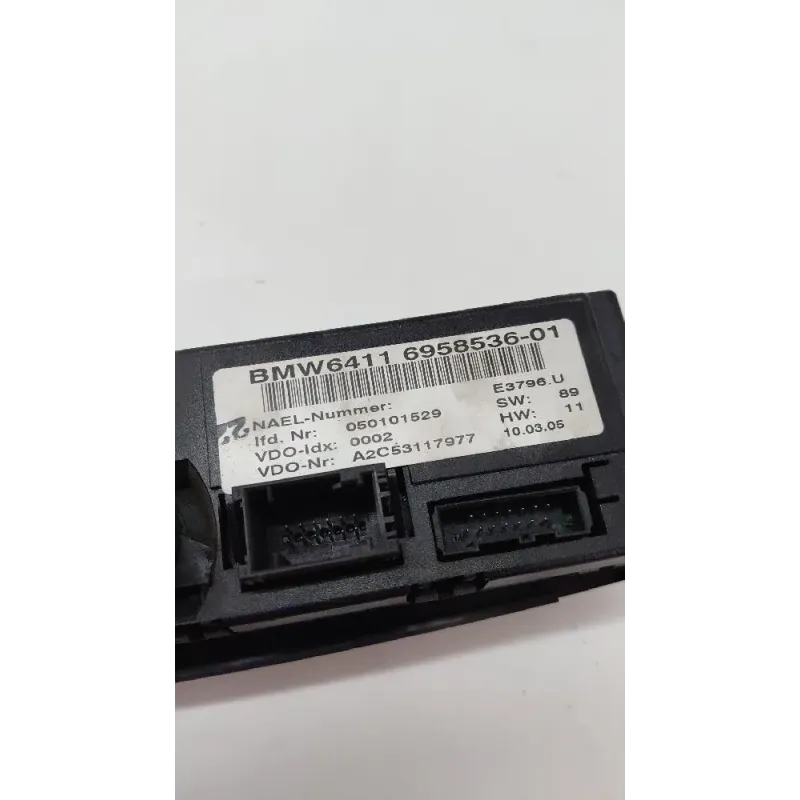 BMW6411 6958536-01
E3796.U
NAEL-Nummer:
lfd. Nr: 050101529 SW: 89
VDO-Idx: 0002 HW: 11
VDO-Nr: A2C53117977 10.03.05